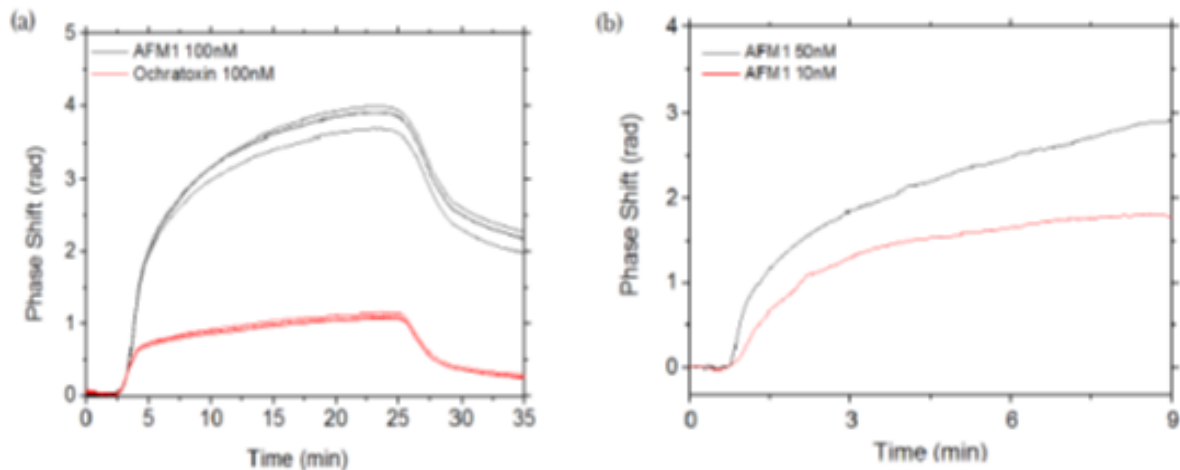 (a)
5
4
3
2
1
0
Phase Shift (rad)
AFM1 100nM
Ochratoxin 100nM
0 5 10 15 20 25 30 35
Time (min)
(b)
4
3
2
1
0
Phase Shift (rad)
AFM1 50nM
AFM1 10nM
0 3 6 9
Time (min)